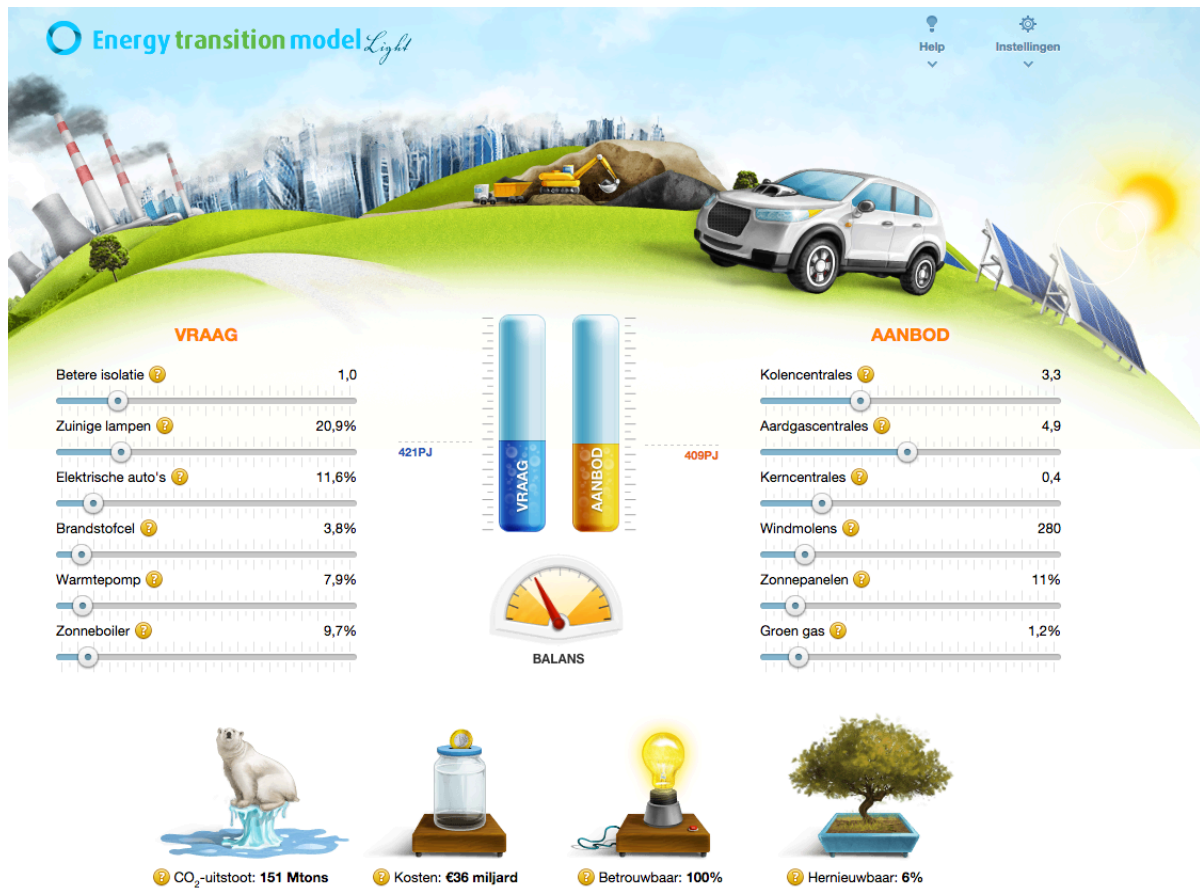 Energy transition model Light
Help
Instellingen
VRAAG
AANBOD
Betere isolatie ? 1,0
Zuinige lampen ? 20,9%
Elektrische auto's ? 11,6%
Brandstofcel ? 3,8%
Warmtepomp ? 7,9%
Zonneboiler ? 9,7%
421PJ
VRAAG
AANBOD
409PJ
BALANS
Kolencentrales ? 3,3
Aardgascentrales ? 4,9
Kerncentrales ? 0,4
Windmolens ? 280
Zonnepanelen ? 11%
Groen gas ? 1,2%
? CO₂-uitstoot: 151 Mtons
? Kosten: €36 miljard
? Betrouwbaar: 100%
? Hernieuwbaar: 6%